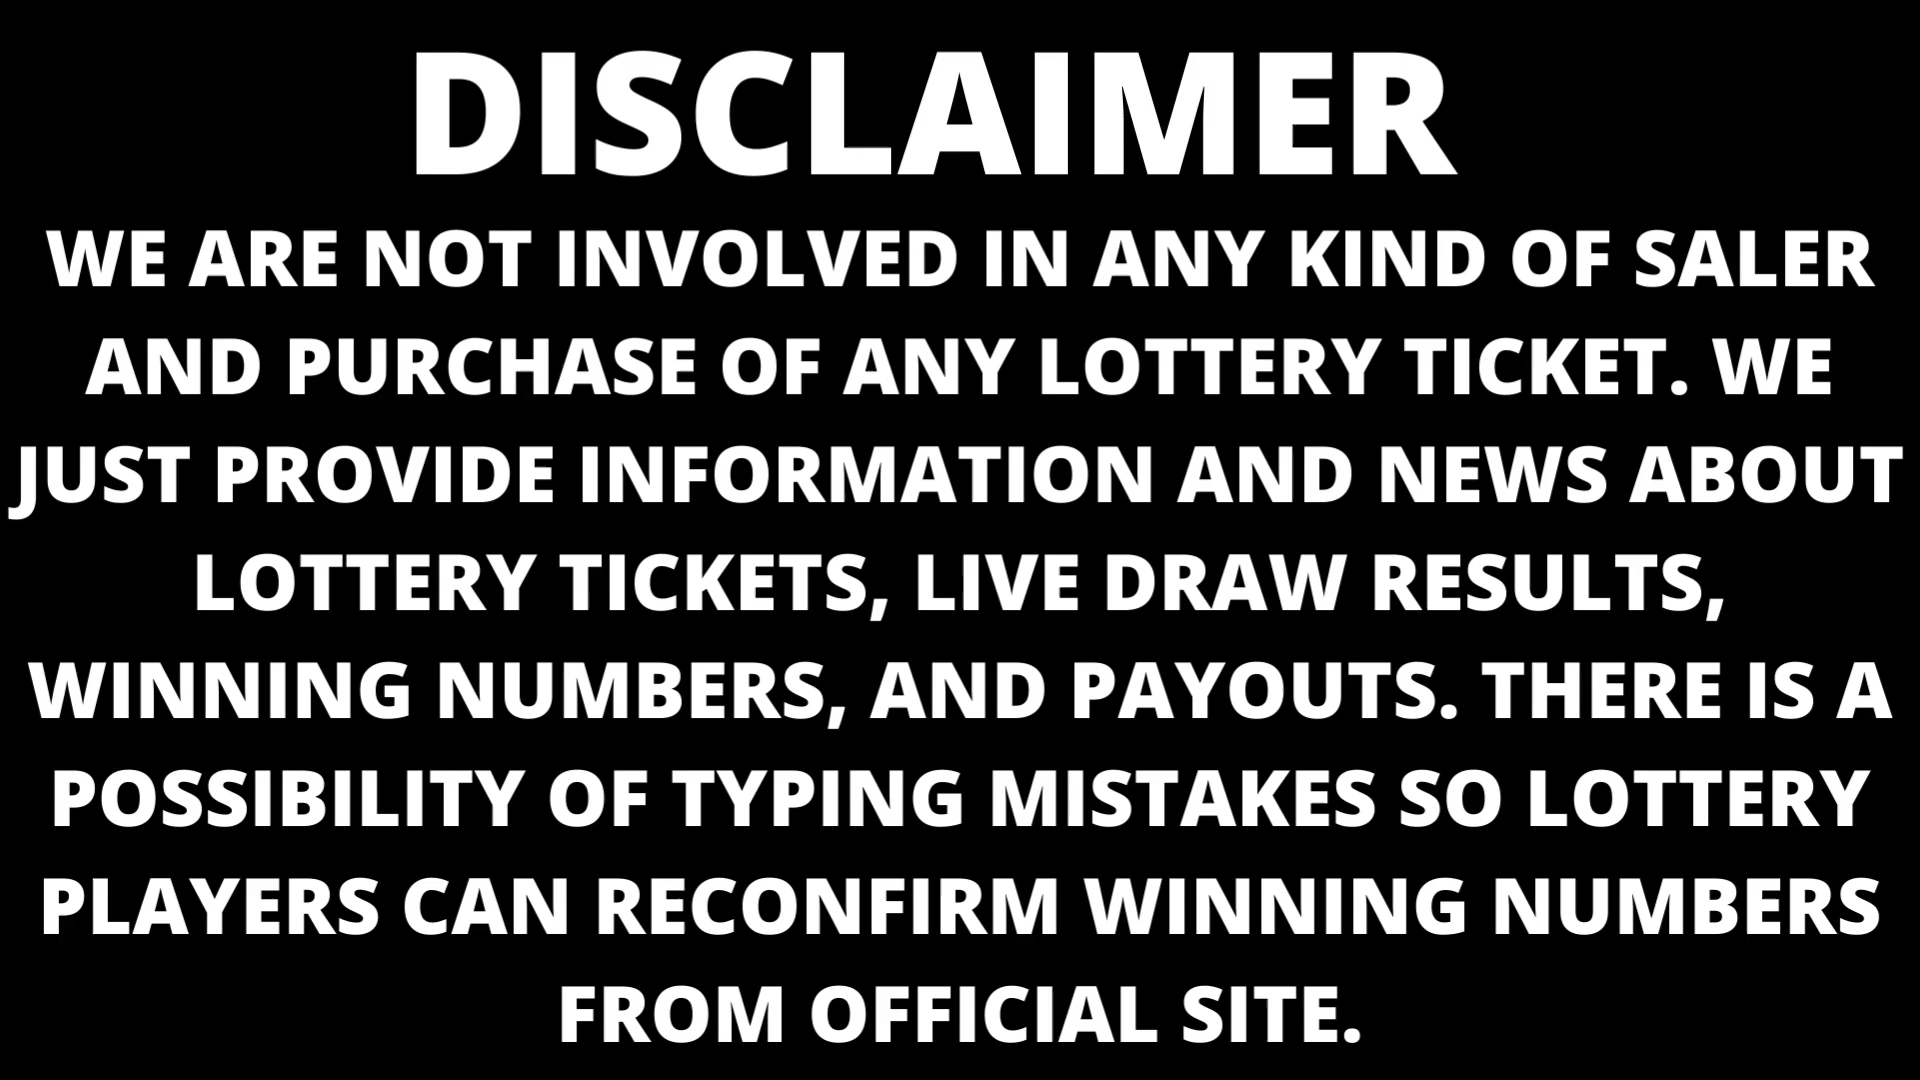 DISCLAIMER
WE ARE NOT INVOLVED IN ANY KIND OF SALER
AND PURCHASE OF ANY LOTTERY TICKET. WE
JUST PROVIDE INFORMATION AND NEWS ABOUT
LOTTERY TICKETS, LIVE DRAW RESULTS,
WINNING NUMBERS, AND PAYOUTS. THERE IS A
POSSIBILITY OF TYPING MISTAKES SO LOTTERY
PLAYERS CAN RECONFIRM WINNING NUMBERS
FROM OFFICIAL SITE.